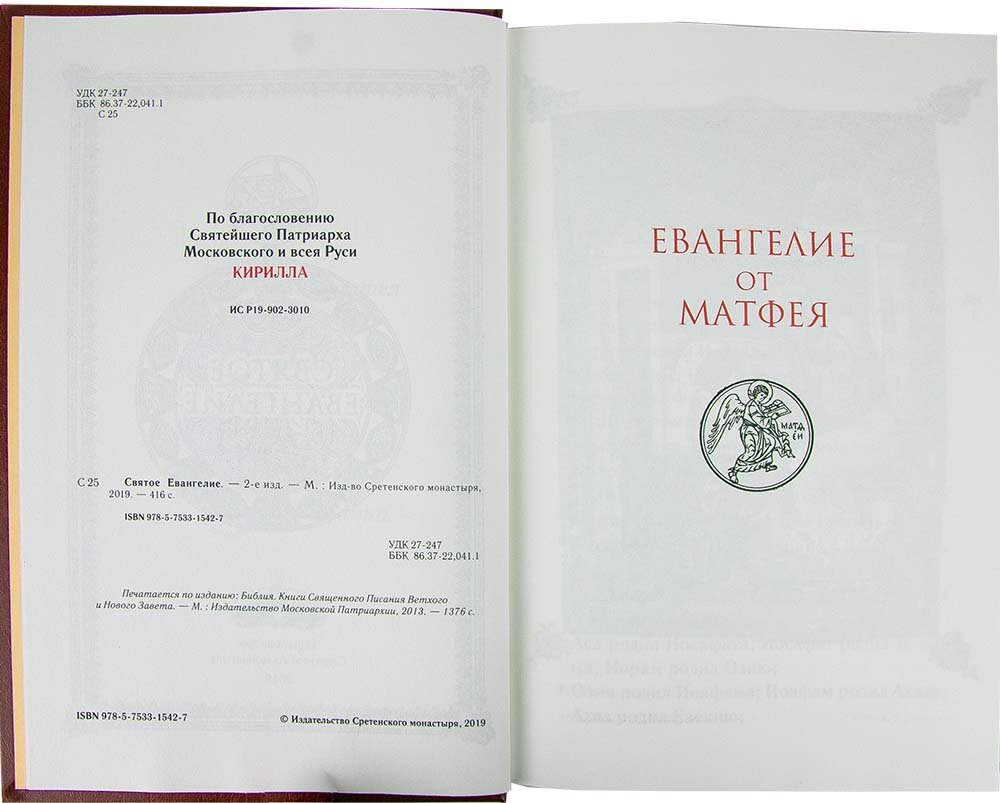 УДК 27-247
ББК 86.37-22,041.1
С 25
По благословению
Святейшего Патриарха
Московского и всея Руси
КИРИЛЛА
ИС Р19-902-3010
С 25 Святое Евангелие. — 2-е изд. — М. : Изд-во Сретенского монастыря,
2019. — 416 с.
ISBN 978-5-7533-1542-7
УДК 27-247
ББК 86.37-22,041.1
Печатается по изданию: Библия. Книги Священного Писания Ветхого
и Нового Завета. — М. : Издательство Московской Патриархии, 2013. — 1376 с.
ISBN 978-5-7533-1542-7
© Издательство Сретенского монастыря, 2019
ЕВАНГЕЛИЕ
ОТ
МАТФЕЯ